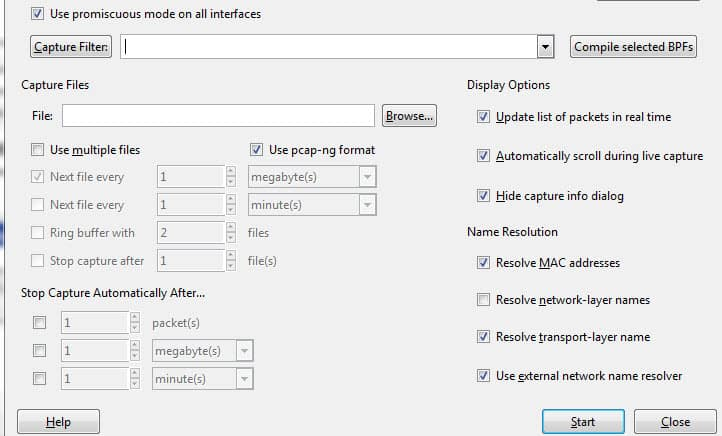 Use promiscuous mode on all interfaces
Capture Filter: Compile selected BPFs
Capture Files
File: Browse...
Use multiple files Use pcap-ng format
Next file every 1 megabyte(s)
Next file every 1 minute(s)
Ring buffer with 2 files
Stop capture after 1 file(s)
Stop Capture Automatically After...
1 packet(s)
1 megabyte(s)
1 minute(s)
Display Options
Update list of packets in real time
Automatically scroll during live capture
Hide capture info dialog
Name Resolution
Resolve MAC addresses
Resolve network-layer names
Resolve transport-layer name
Use external network name resolver
Help Start Close